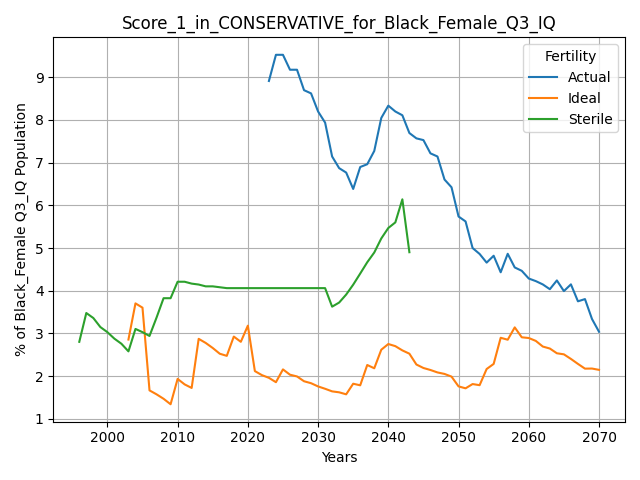 Score_1_in_CONSERVATIVE_for_Black_Female_Q3_IQ
% of Black_Female Q3_IQ Population
9
8
7
6
5
4
3
2
1
Fertility
Actual
Ideal
Sterile
2000 2010 2020 2030 2040 2050 2060 2070
Years